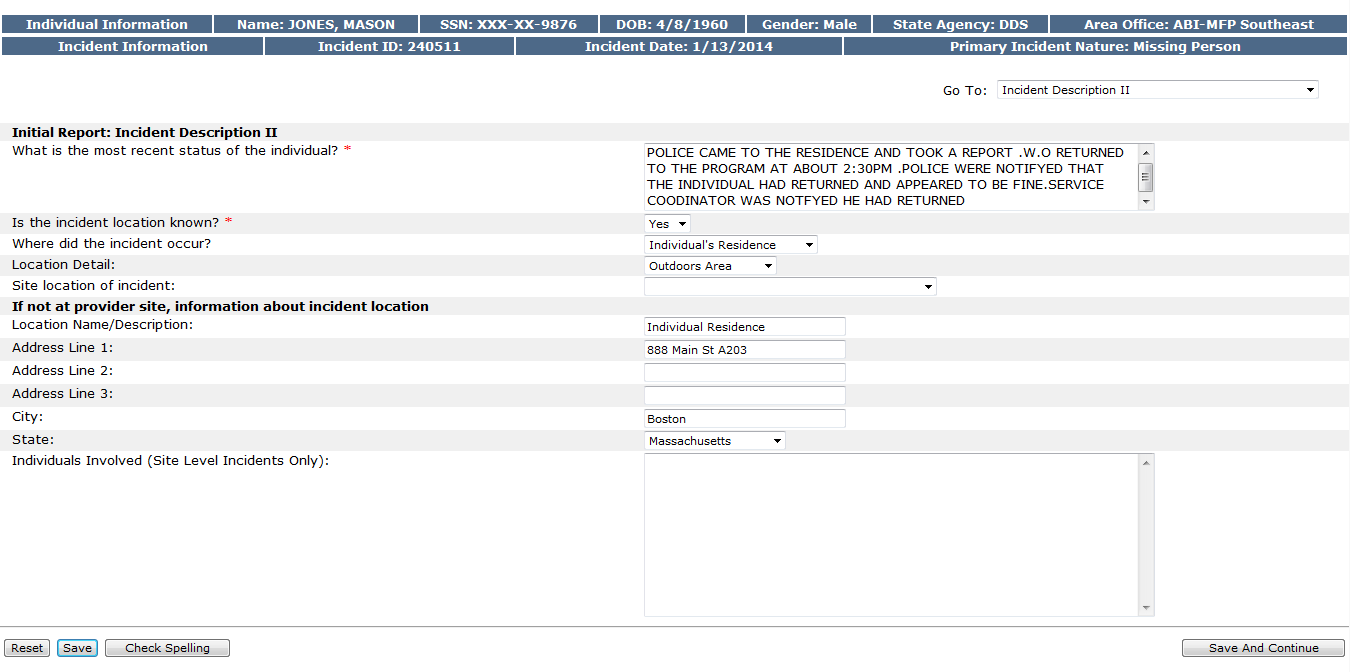 Individual Information Name: JONES, MASON SSN: XXX-XX-9876 DOB: 4/8/1960 Gender: Male State Agency: DDS Area Office: ABI-MFP Southeast
Incident Information Incident ID: 240511 Incident Date: 1/13/2014 Primary Incident Nature: Missing Person
Go To: Incident Description II
Initial Report: Incident Description II
What is the most recent status of the individual? *
POLICE CAME TO THE RESIDENCE AND TOOK A REPORT .W.O RETURNED
TO THE PROGRAM AT ABOUT 2:30PM .POLICE WERE NOTIFYED THAT
THE INDIVIDUAL HAD RETURNED AND APPEARED TO BE FINE.SERVICE
COODINATOR WAS NOTFYED HE HAD RETURNED
Is the incident location known? * Yes
Where did the incident occur? Individual's Residence
Location Detail: Outdoors Area
Site location of incident:
If not at provider site, information about incident location
Location Name/Description: Individual Residence
Address Line 1: 888 Main St A203
Address Line 2:
Address Line 3:
City: Boston
State: Massachusetts
Individuals Involved (Site Level Incidents Only):
Reset Save Check Spelling Save And Continue